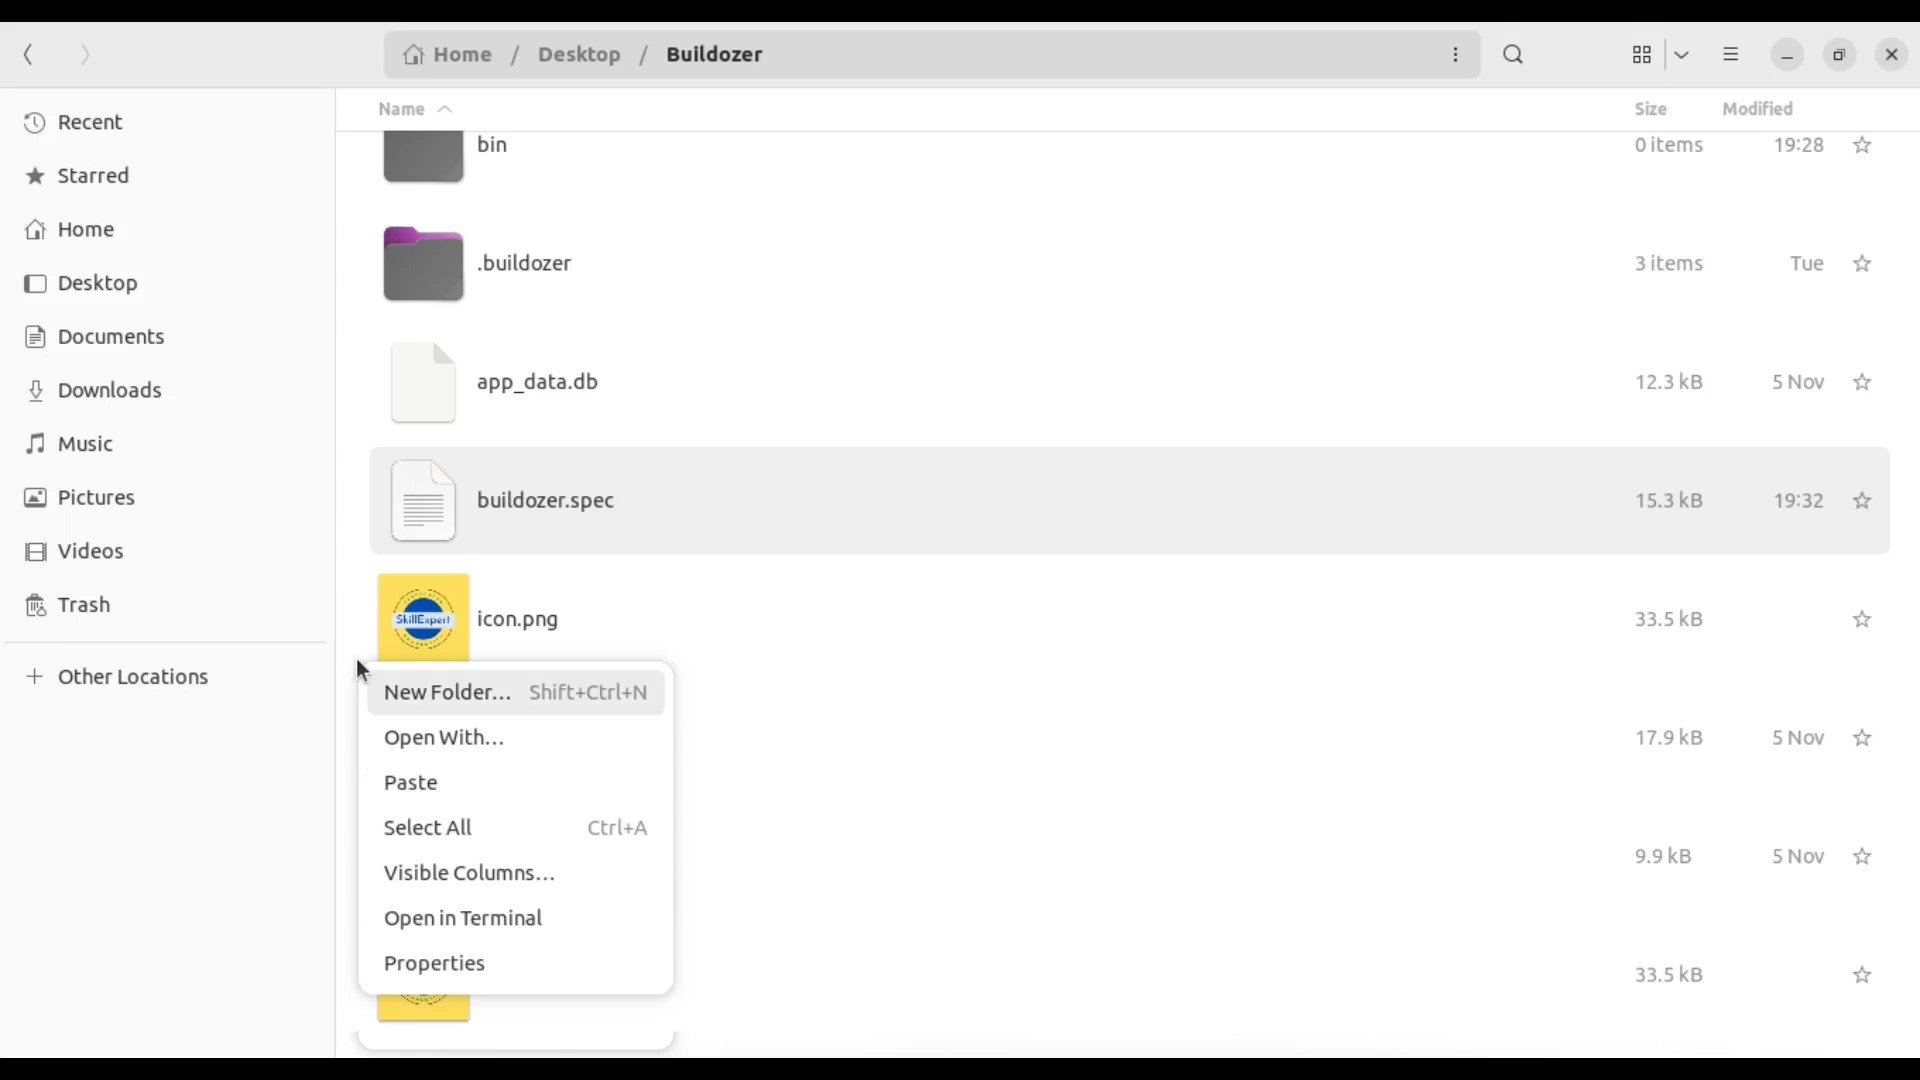 Home / Desktop / Buildozer
Name Size Modified
Recent
Starred
Home
Desktop
Documents
Downloads
Music
Pictures
Videos
Trash
+ Other Locations
bin 0 items 19:28
.buildozer 3 items Tue
app_data.db 12.3 kB 5 Nov
buildozer.spec 15.3 kB 19:32
SkillExpert
icon.png 33.5 kB
17.9 kB 5 Nov
9.9 kB 5 Nov
33.5 kB
New Folder... Shift+Ctrl+N
Open With...
Paste
Select All Ctrl+A
Visible Columns...
Open in Terminal
Properties